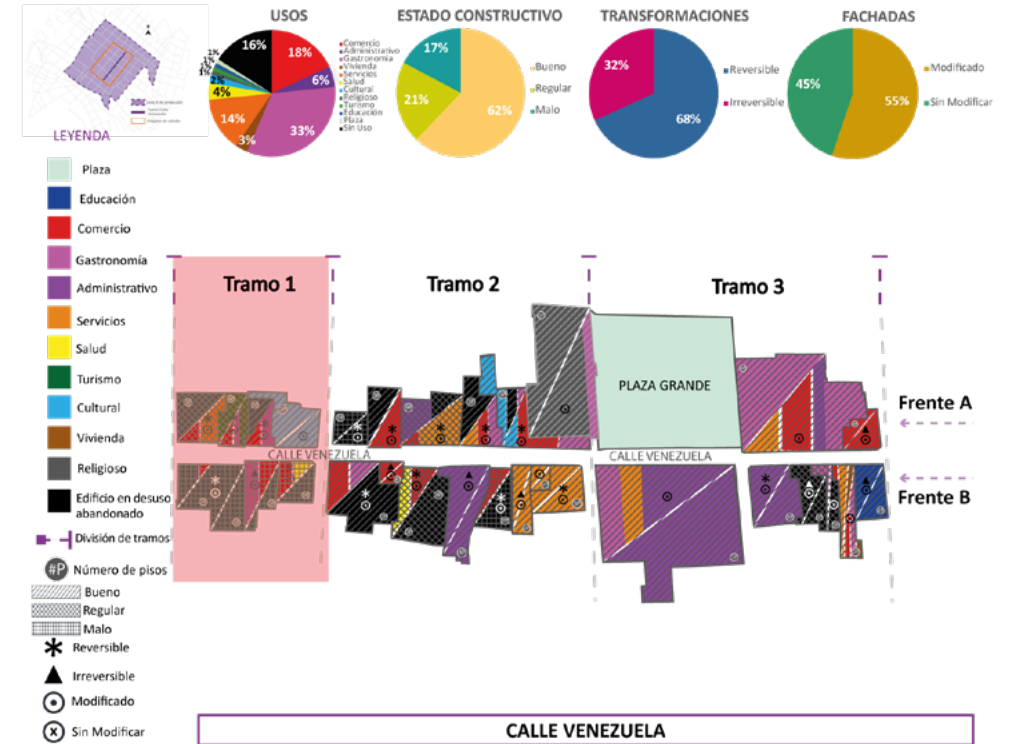 USOS
16%
18%
6%
33%
3%
14%
4%
2%
1%
1%
1%
1%
Comercio
Administrativo
Gastronomía
Vivienda
Servicios
Salud
Cultural
Religioso
Turismo
Educación
Plaza
Sin Uso
ESTADO CONSTRUCTIVO
17%
21%
62%
Bueno
Regular
Malo
TRANSFORMACIONES
32%
68%
Reversible
Irreversible
FACHADAS
45%
55%
Modificado
Sin Modificar
LEYENDA
Plaza
Educación
Comercio
Gastronomía
Administrativo
Servicios
Salud
Turismo
Cultural
Vivienda
Religioso
Edificio en desuso
abandonado
División de tramos
#P Número de pisos
Bueno
Regular
Malo
Reversible
Irreversible
Modificado
Sin Modificar
Tramo 1
Tramo 2
Tramo 3
PLAZA GRANDE
Frente A
CALLE VENEZUELA
CALLE VENEZUELA
Frente B
CALLE VENEZUELA